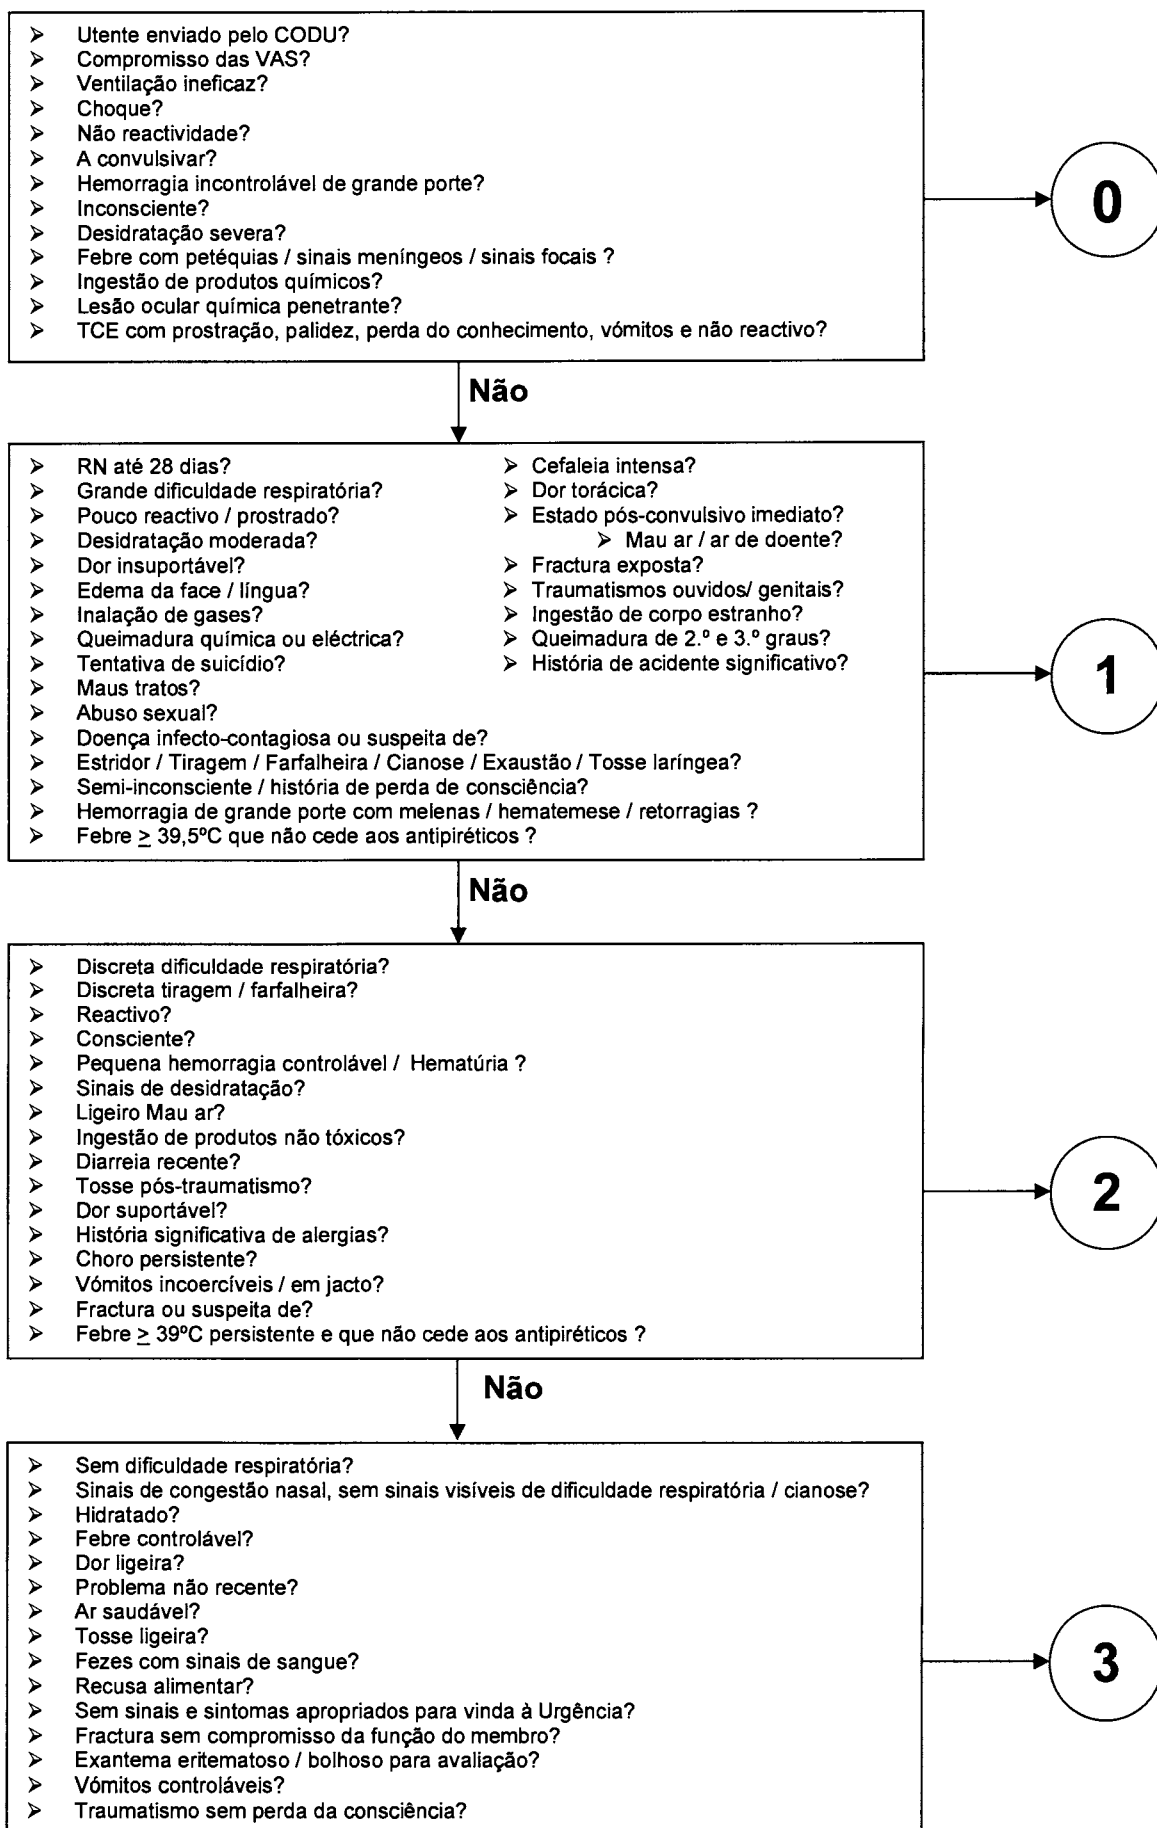 ➢ Utente enviado pelo CODU?
➢ Compromisso das VAS?
➢ Ventilação ineficaz?
➢ Choque?
➢ Não reactividade?
➢ A convulsivar?
➢ Hemorragia incontrolável de grande porte?
➢ Inconsciente?
➢ Desidratação severa?
➢ Febre com petéquias / sinais meníngeos / sinais focais ?
➢ Ingestão de produtos químicos?
➢ Lesão ocular química penetrante?
➢ TCE com prostração, palidez, perda do conhecimento, vómitos e não reactivo?
0
Não
➢ RN até 28 dias?
➢ Grande dificuldade respiratória?
➢ Pouco reactivo / prostrado?
➢ Desidratação moderada?
➢ Dor insuportável?
➢ Edema da face / língua?
➢ Inalação de gases?
➢ Queimadura química ou eléctrica?
➢ Tentativa de suicídio?
➢ Maus tratos?
➢ Abuso sexual?
➢ Doença infecto-contagiosa ou suspeita de?
➢ Estridor / Tiragem / Farfalheira / Cianose / Exaustão / Tosse laríngea?
➢ Semi-inconsciente / história de perda de consciência?
➢ Hemorragia de grande porte com melenas / hematemese / retorragias ?
➢ Febre ≥ 39,5ºC que não cede aos antipiréticos ?
➢ Cefaleia intensa?
➢ Dor torácica?
➢ Estado pós-convulsivo imediato?
➢ Mau ar / ar de doente?
➢ Fractura exposta?
➢ Traumatismos ouvidos/ genitais?
➢ Ingestão de corpo estranho?
➢ Queimadura de 2.º e 3.º graus?
➢ História de acidente significativo?
1
Não
➢ Discreta dificuldade respiratória?
➢ Discreta tiragem / farfalheira?
➢ Reactivo?
➢ Consciente?
➢ Pequena hemorragia controlável / Hematúria ?
➢ Sinais de desidratação?
➢ Ligeiro Mau ar?
➢ Ingestão de produtos não tóxicos?
➢ Diarreia recente?
➢ Tosse pós-traumatismo?
➢ Dor suportável?
➢ História significativa de alergias?
➢ Choro persistente?
➢ Vómitos incoercíveis / em jacto?
➢ Fractura ou suspeita de?
➢ Febre ≥ 39ºC persistente e que não cede aos antipiréticos ?
2
Não
➢ Sem dificuldade respiratória?
➢ Sinais de congestão nasal, sem sinais visíveis de dificuldade respiratória / cianose?
➢ Hidratado?
➢ Febre controlável?
➢ Dor ligeira?
➢ Problema não recente?
➢ Ar saudável?
➢ Tosse ligeira?
➢ Fezes com sinais de sangue?
➢ Recusa alimentar?
➢ Sem sinais e sintomas apropriados para vinda à Urgência?
➢ Fractura sem compromisso da função do membro?
➢ Exantema eritematoso / bolhoso para avaliação?
➢ Vómitos controláveis?
➢ Traumatismo sem perda da consciência?
3